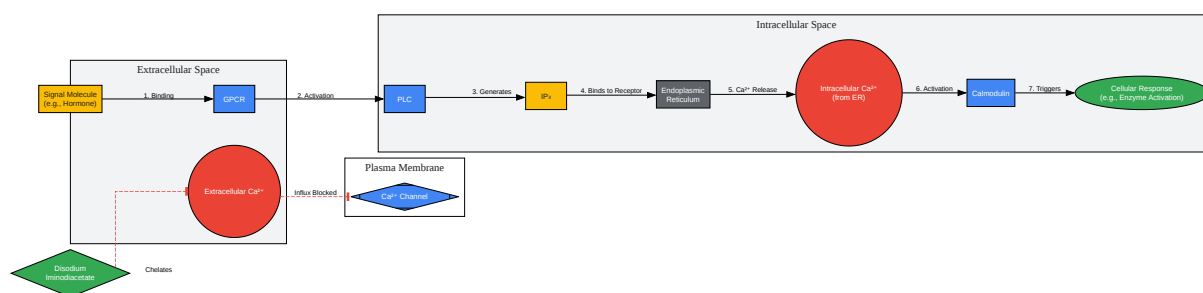 Intracellular Space
Extracellular Space
Signal Molecule
(e.g., Hormone)
1. Binding
GPCR
2. Activation
PLC
3. Generates
IP₃
4. Binds to Receptor
Endoplasmic
Reticulum
5. Ca²⁺ Release
Intracellular Ca²⁺
(from ER)
6. Activation
Calmodulin
7. Triggers
Cellular Response
(e.g., Enzyme Activation)
Plasma Membrane
Extracellular Ca²⁺
Influx Blocked
Ca²⁺ Channel
Disodium
Iminodiacetate
Chelates